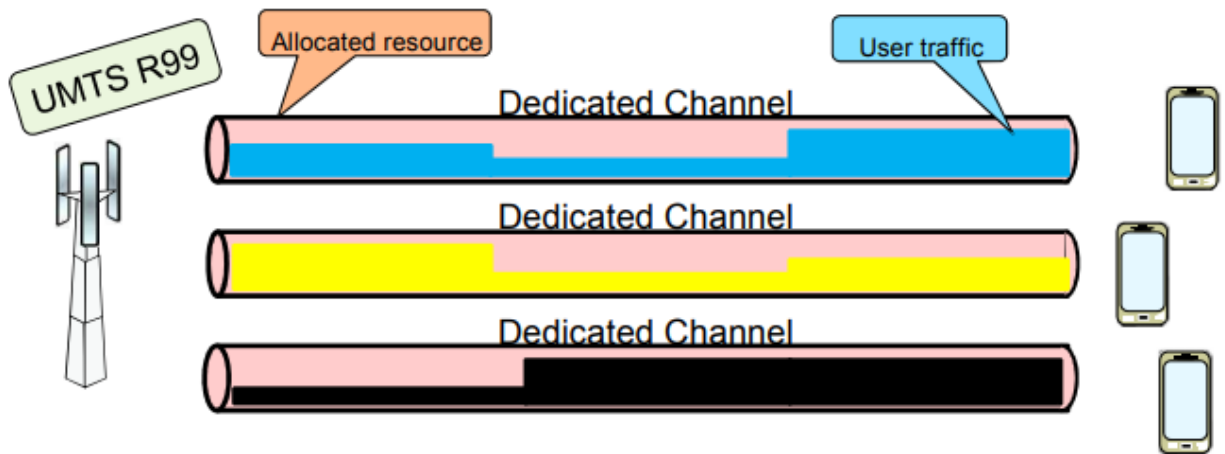 UMTS R99
Allocated resource
User traffic
Dedicated Channel
Dedicated Channel
Dedicated Channel